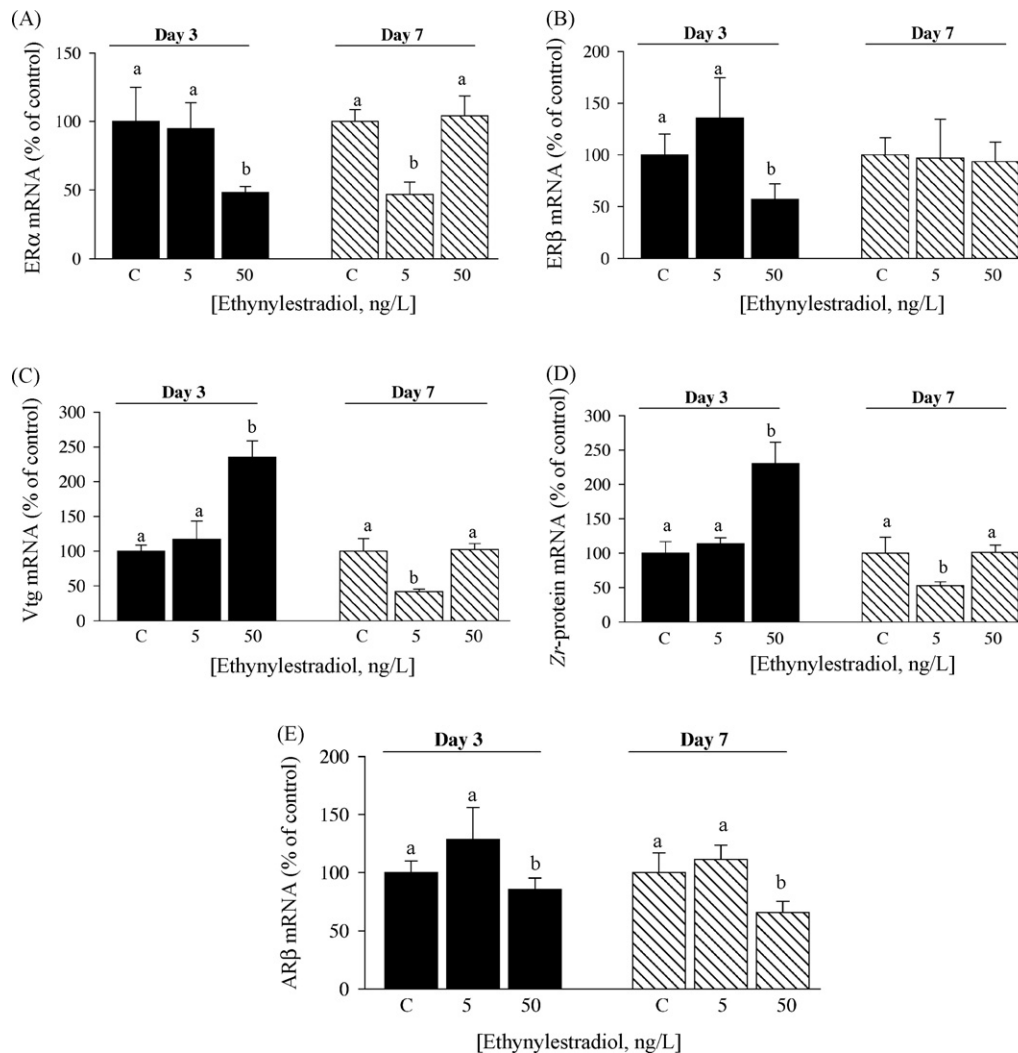 (A)
Day 3 Day 7
150
100
50
0
ERα mRNA (% of control)
a a b a b a
C 5 50 C 5 50
[Ethynylestradiol, ng/L]
(B)
Day 3 Day 7
200
150
100
50
0
ERβ mRNA (% of control)
a a b
C 5 50 C 5 50
[Ethynylestradiol, ng/L]
(C)
Day 3 Day 7
300
250
200
150
100
50
0
Vtg mRNA (% of control)
a a b a b a
C 5 50 C 5 50
[Ethynylestradiol, ng/L]
(D)
Day 3 Day 7
300
250
200
150
100
50
0
Zr-protein mRNA (% of control)
a a b a b a
C 5 50 C 5 50
[Ethynylestradiol, ng/L]
(E)
Day 3 Day 7
200
150
100
50
0
ARβ mRNA (% of control)
a a b a a b
C 5 50 C 5 50
[Ethynylestradiol, ng/L]